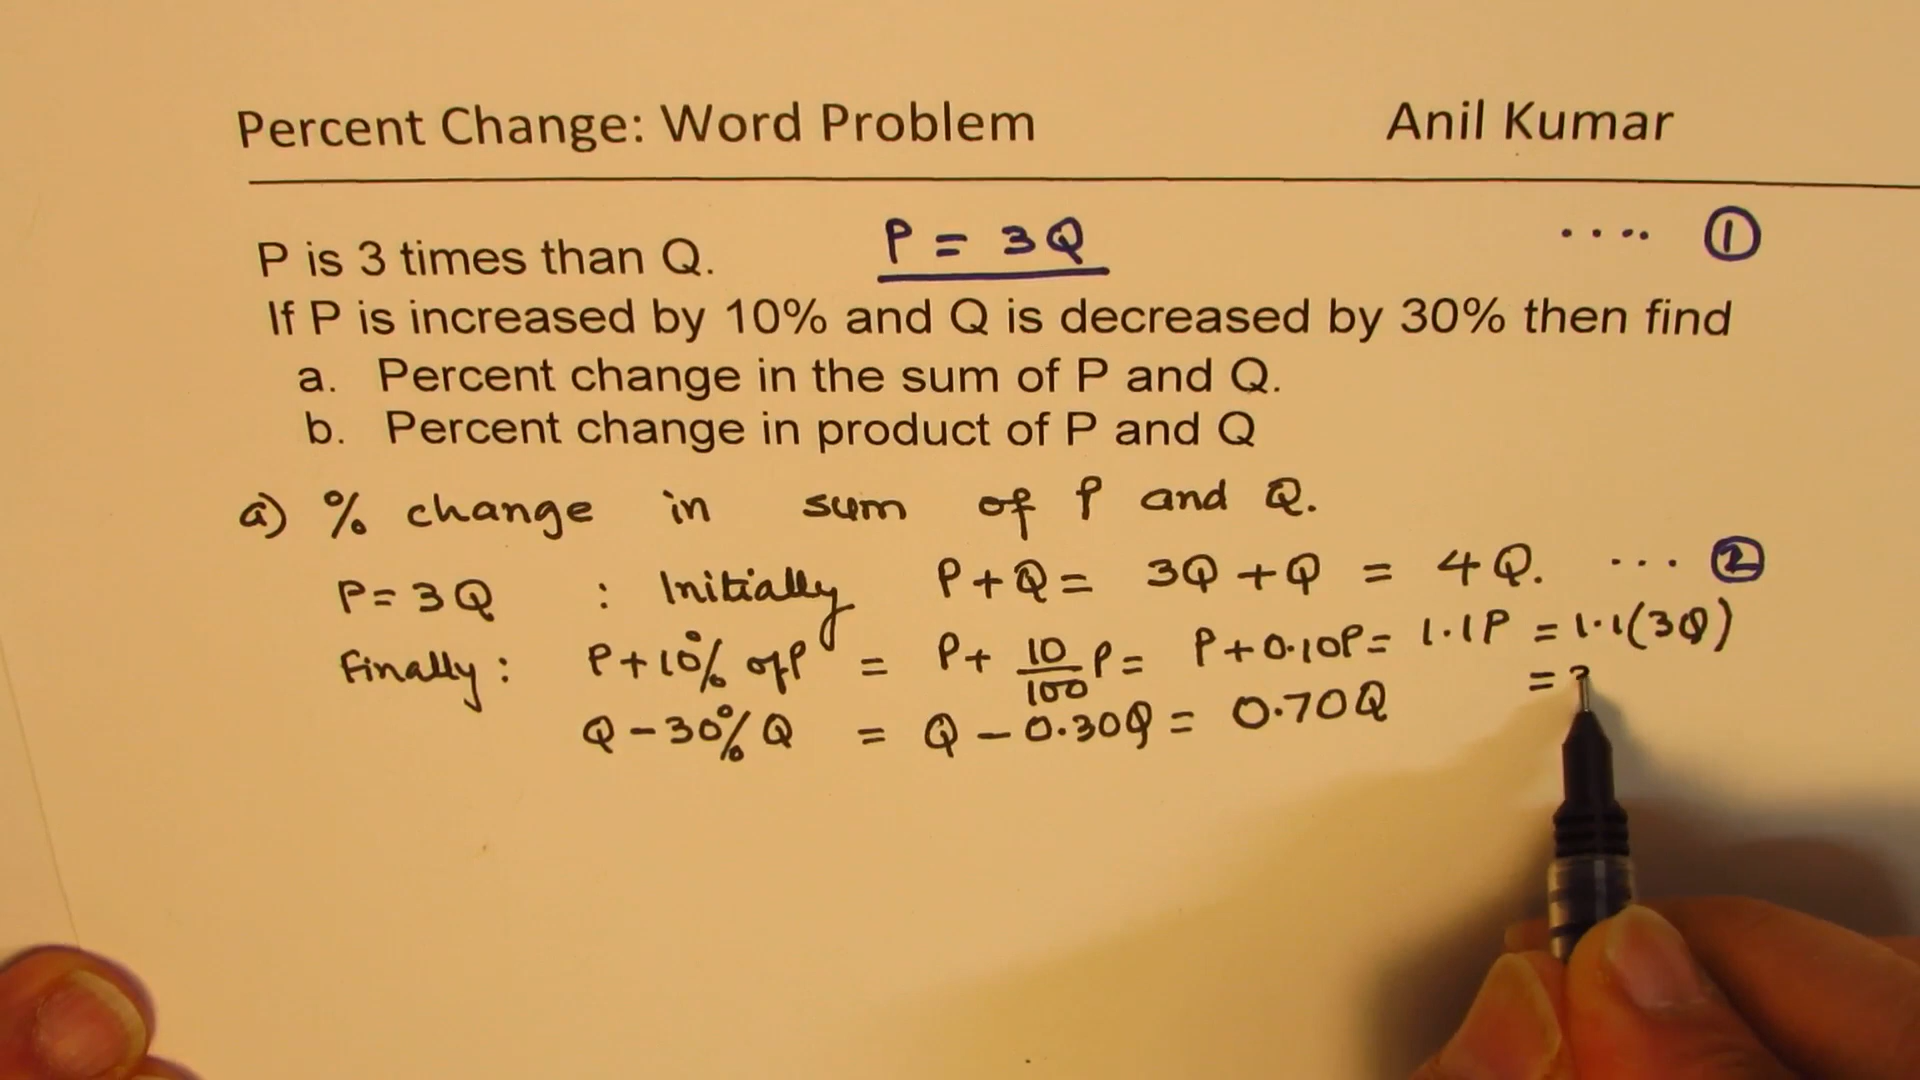 Percent Change: Word Problem Anil Kumar
P is 3 times than Q. P = 3Q .... ①
If P is increased by 10% and Q is decreased by 30% then find
a. Percent change in the sum of P and Q.
b. Percent change in product of P and Q
a) % change in sum of P and Q.
P = 3Q : Initially P+Q = 3Q + Q = 4Q. ... ②
Finally: P+10% of P = P + 10/100 P = P + 0.10P = 1.1P = 1.1(3Q)
Q - 30% Q = Q - 0.30Q = 0.70Q =